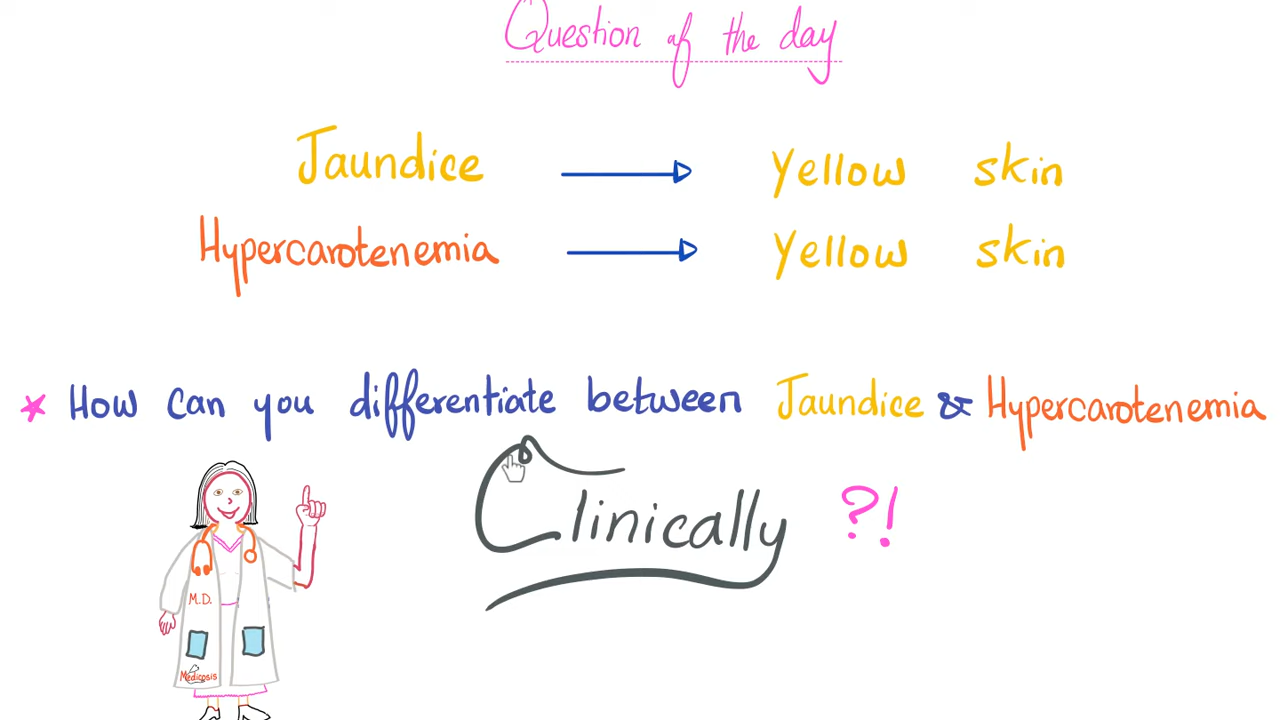 Question of the day
Jaundice Yellow skin
Hypercarotenemia Yellow skin
How can you differentiate between Jaundice & Hypercarotenemia
Clinically ?!
M.D.
Medicosis